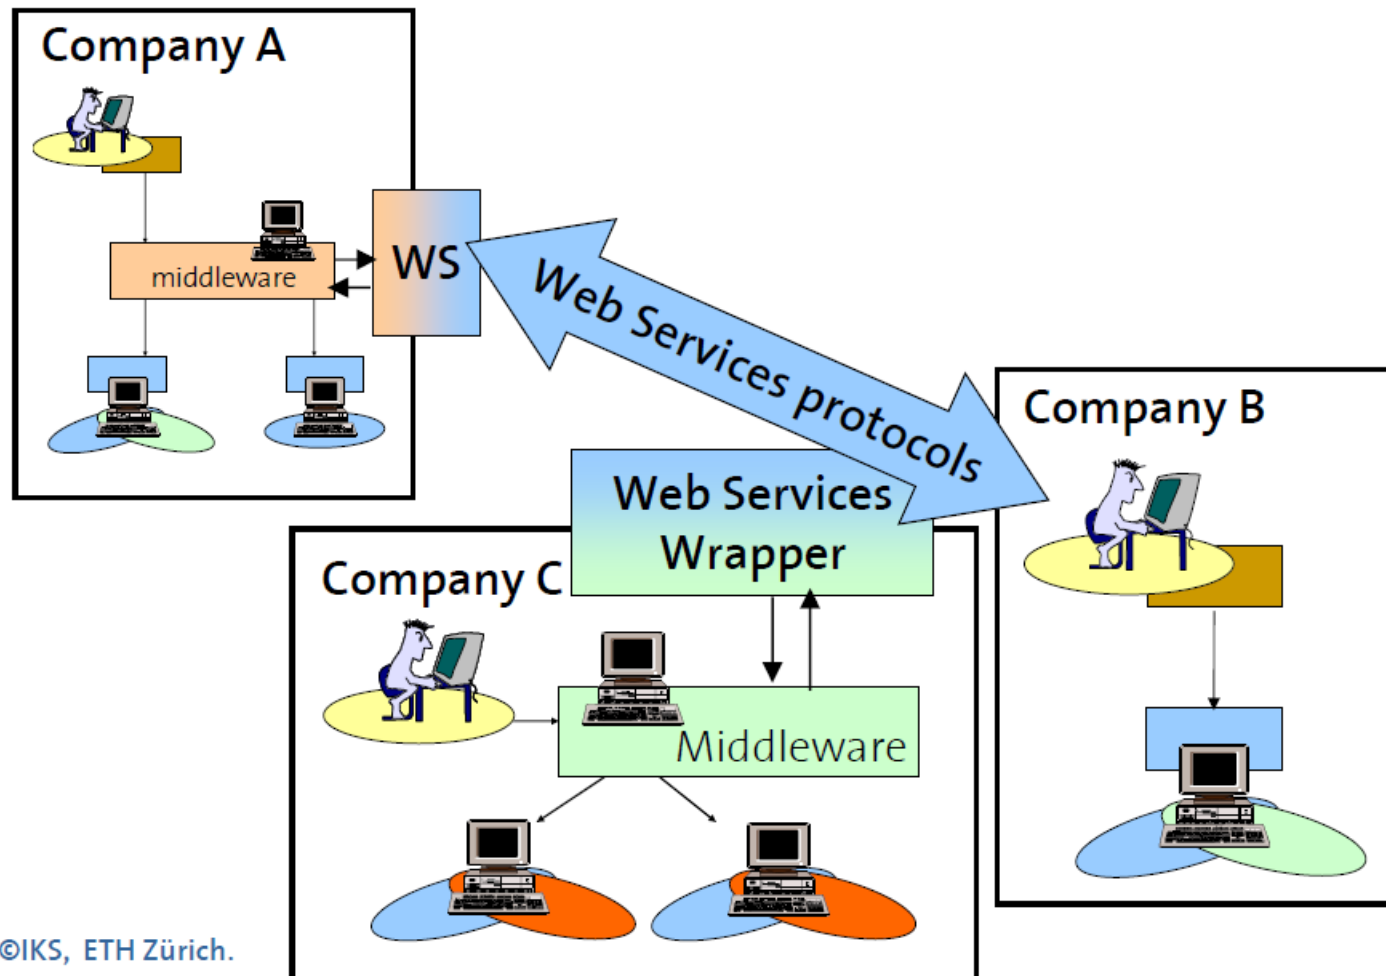 Company A
middleware
WS
Web Services protocols
Company B
Web Services
Wrapper
Company C
Middleware
©IKS, ETH Zürich.